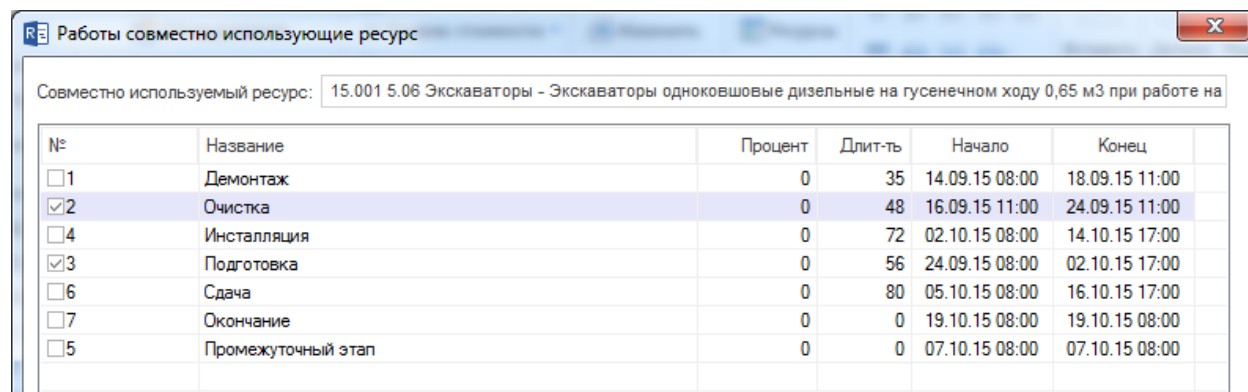 Работы совместно использующие ресурс
Совместно используемый ресурс: 15.001 5.06 Экскаваторы - Экскаваторы одноковшовые дизельные на гусенечном ходу 0,65 м3 при работе на
№ Название Процент Длит-ть Начало Конец
1 Демонтаж 0 35 14.09.15 08:00 18.09.15 11:00
2 Очистка 0 48 16.09.15 11:00 24.09.15 11:00
4 Инсталляция 0 72 02.10.15 08:00 14.10.15 17:00
3 Подготовка 0 56 24.09.15 08:00 02.10.15 17:00
6 Сдача 0 80 05.10.15 08:00 16.10.15 17:00
7 Окончание 0 0 19.10.15 08:00 19.10.15 08:00
5 Промежуточный этап 0 0 07.10.15 08:00 07.10.15 08:00